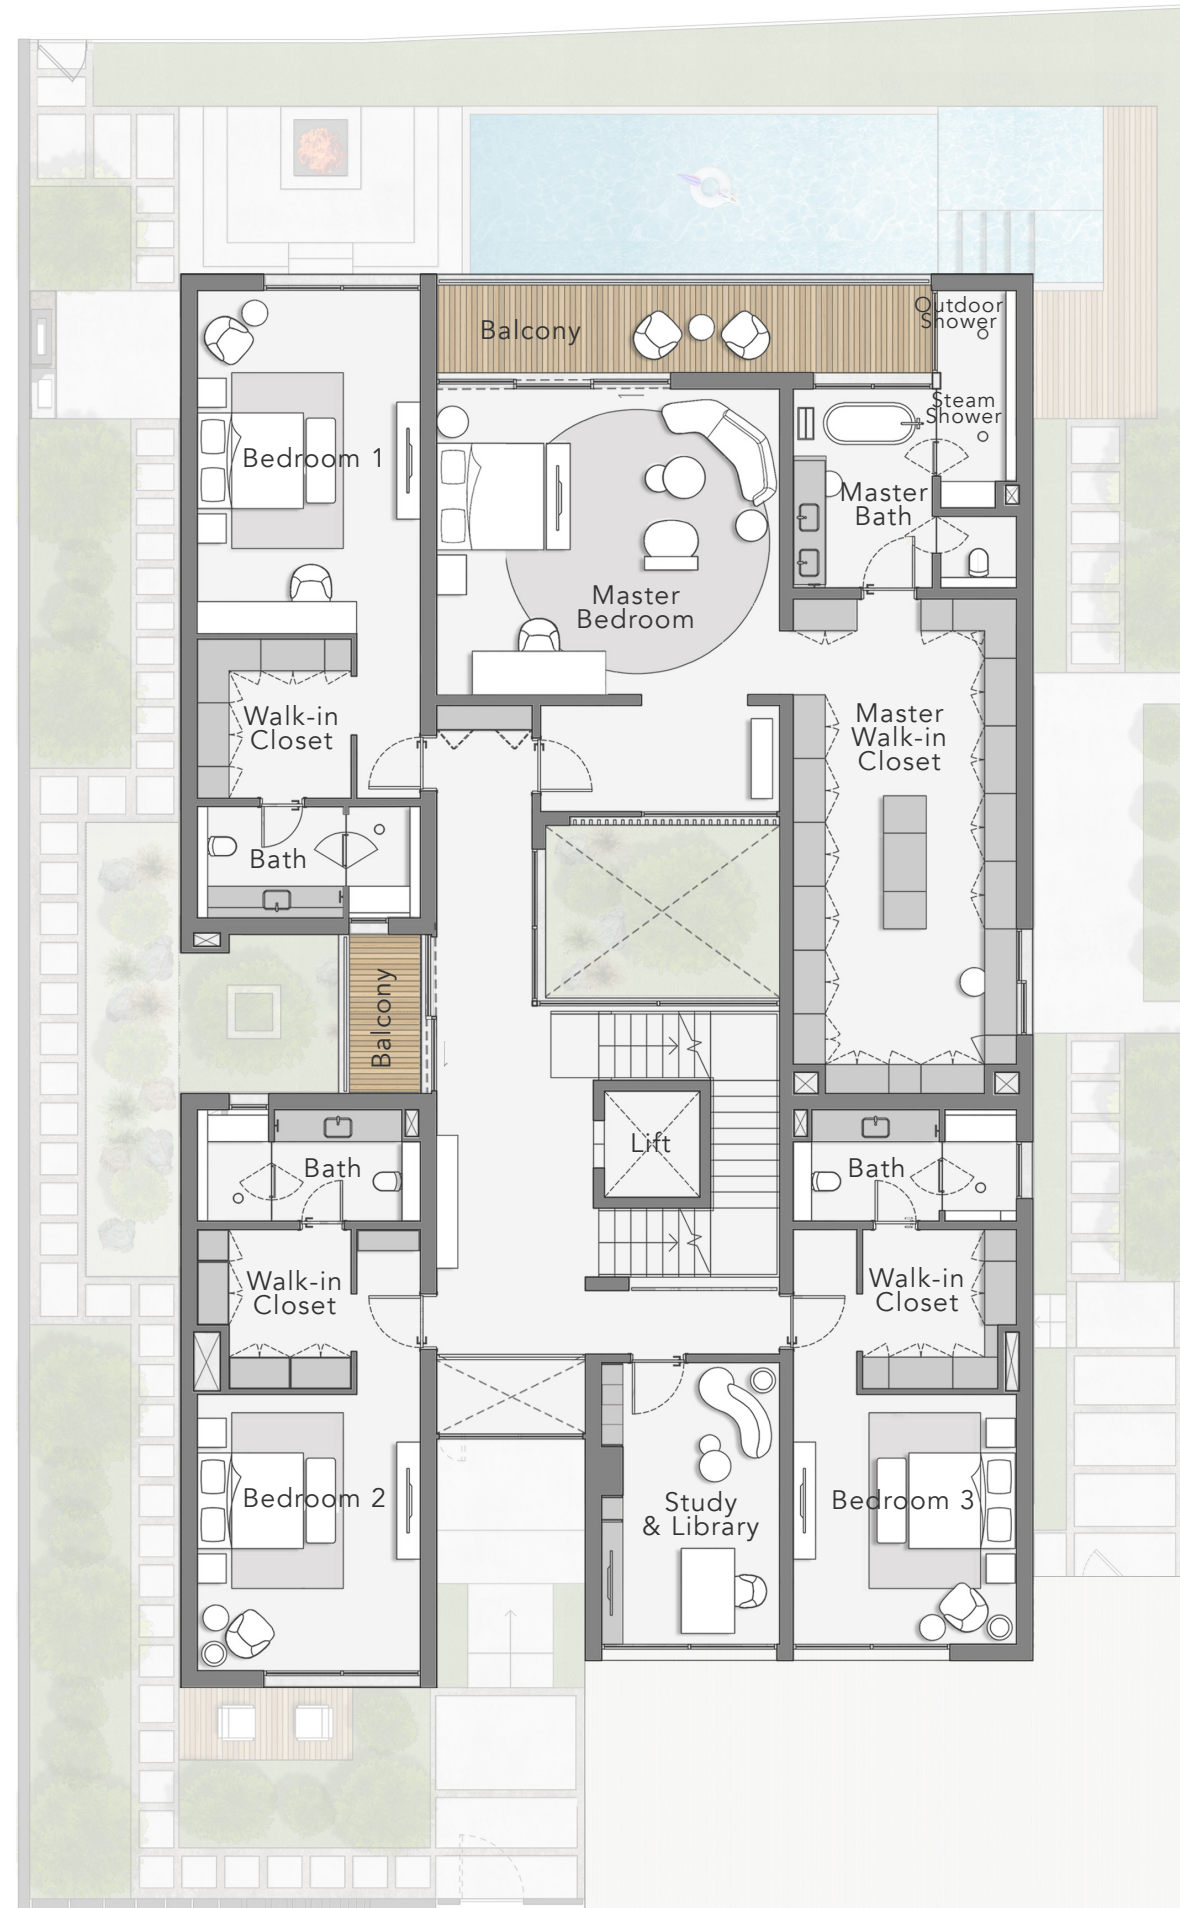 Outdoor
Shower
Balcony
Steam
Shower
Bedroom 1
Master
Bath
Master
Bedroom
Walk-in
Closet
Master
Walk-in
Closet
Bath
Balcony
Lift
Bath
Bath
Walk-in
Closet
Walk-in
Closet
Bedroom 2
Study
& Library
Bedroom 3